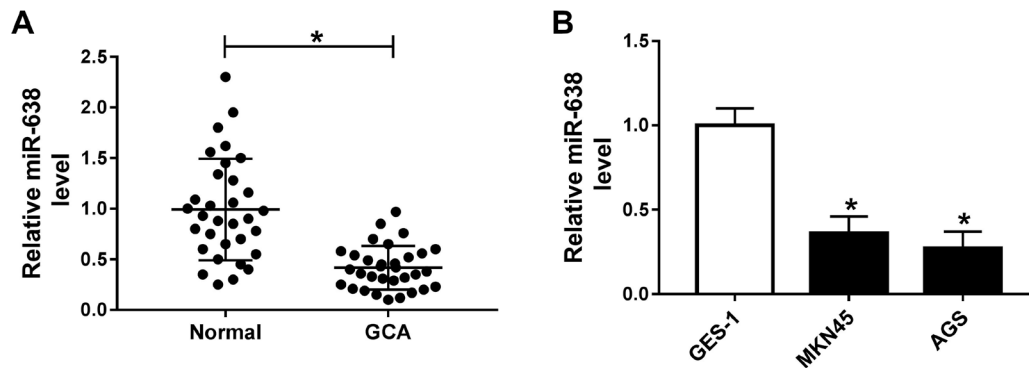 A
*
Relative miR-638
level
2.5
2.0
1.5
1.0
0.5
0.0
Normal
GCA
B
Relative miR-638
level
1.5
1.0
0.5
0.0
*
*
GES-1
MKN45
AGS